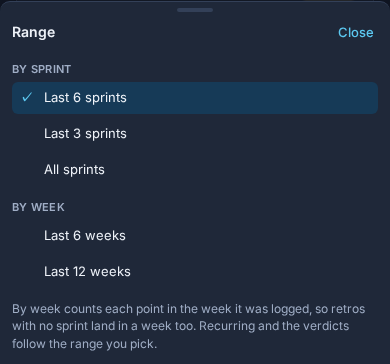 Range
Close
BY SPRINT
✓ Last 6 sprints
Last 3 sprints
All sprints
BY WEEK
Last 6 weeks
Last 12 weeks
By week counts each point in the week it was logged, so retros
with no sprint land in a week too. Recurring and the verdicts
follow the range you pick.